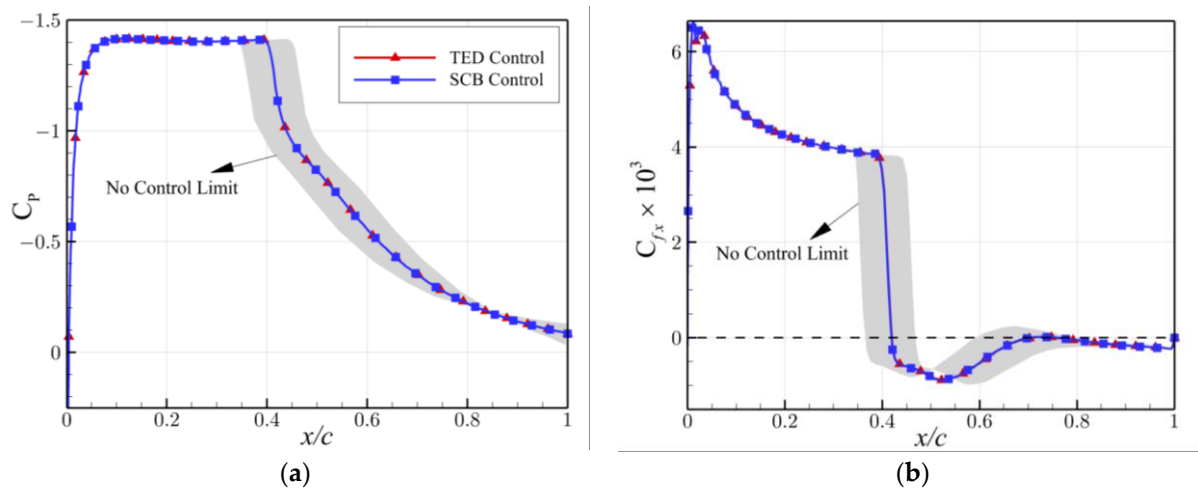 −1.5
−1
−0.5
0
C_P
TED Control
SCB Control
No Control Limit
0 0.2 0.4 0.6 0.8 1
x/c
(a)
6
4
2
0
C_fx × 10³
No Control Limit
0 0.2 0.4 0.6 0.8 1
x/c
(b)